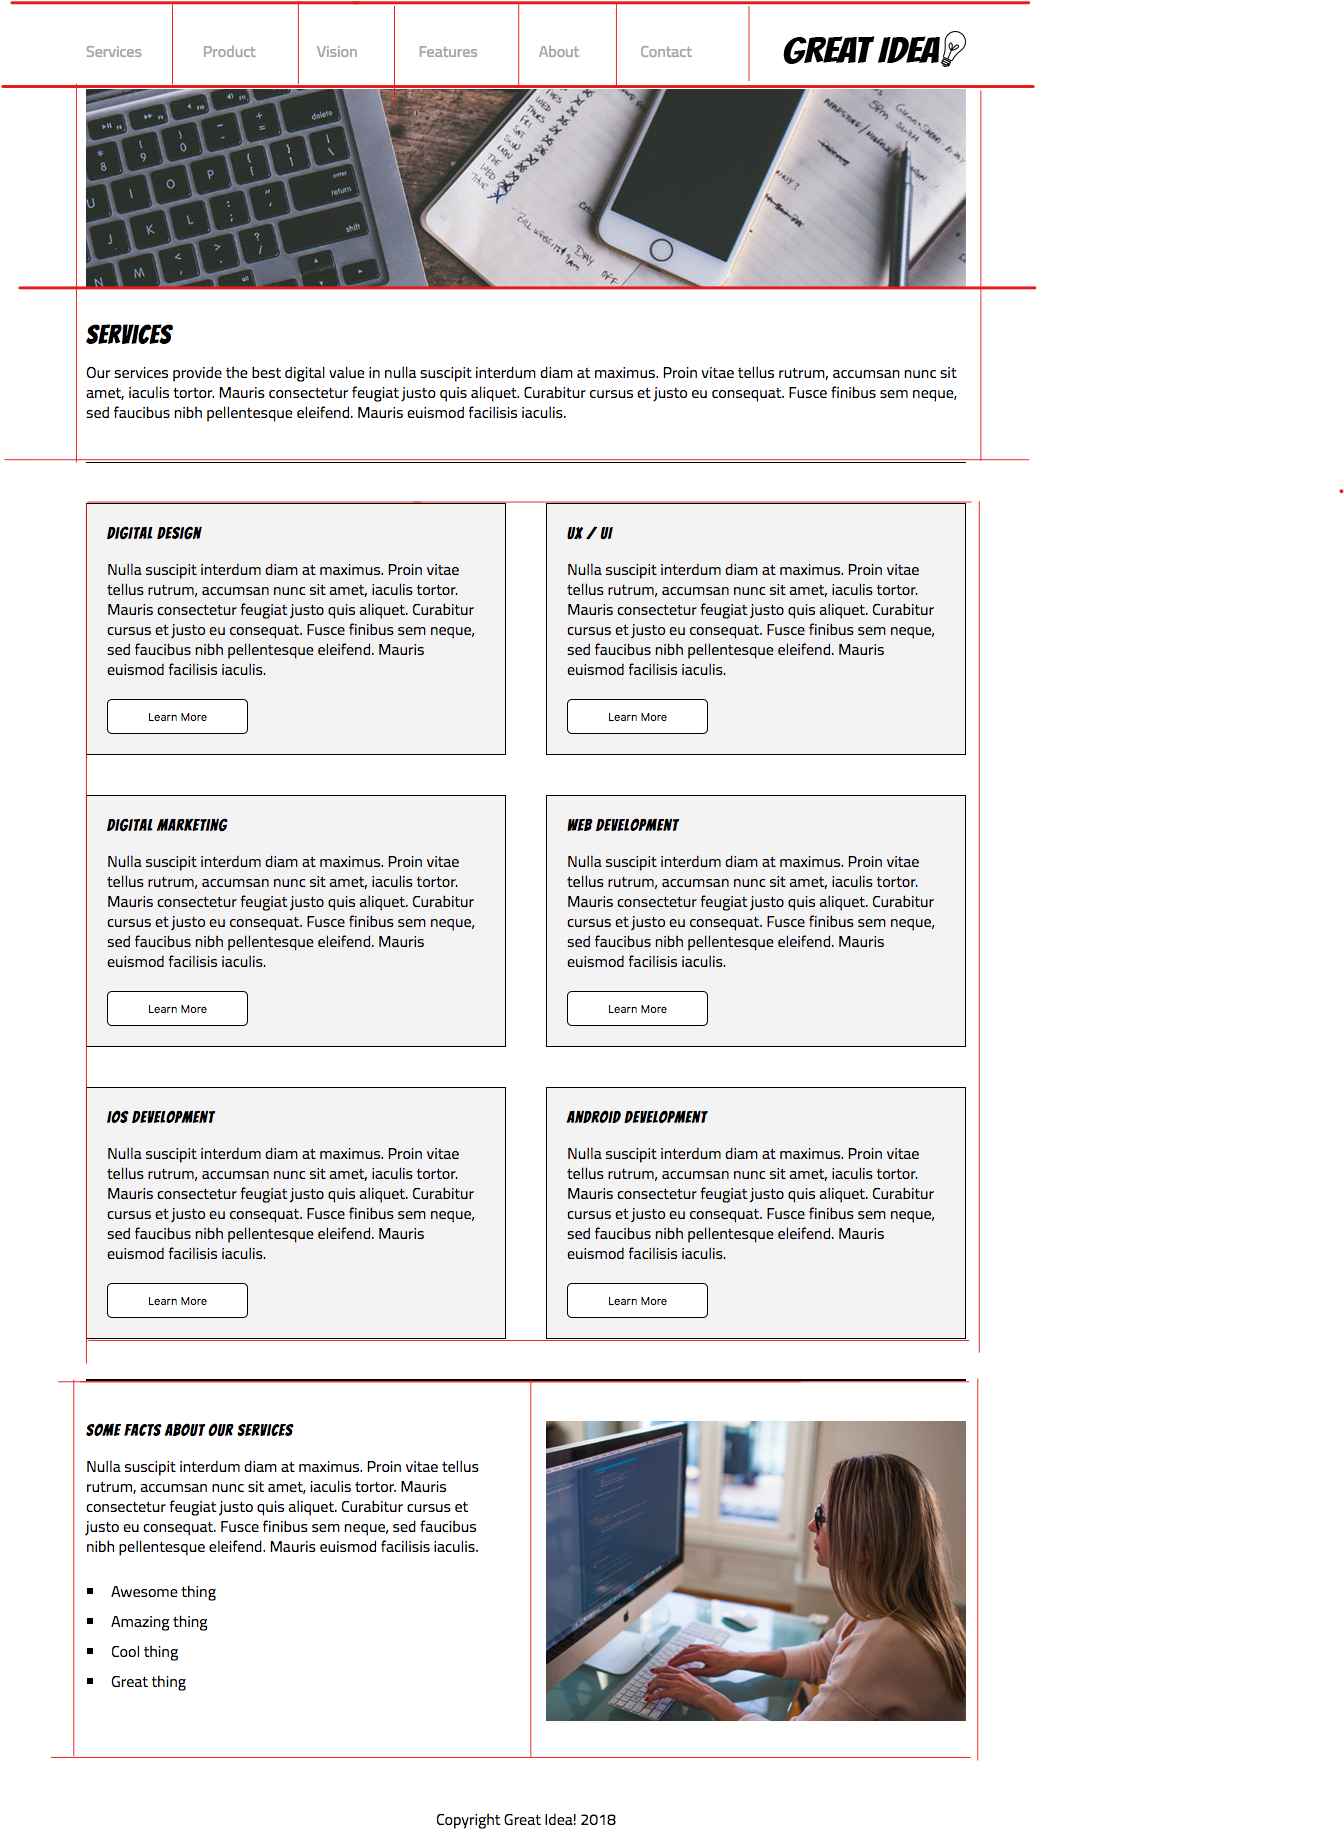 Services Product Vision Features About Contact GREAT IDEA
delete
enter
return
shift
8 9 0
U I O P
J K L
N M
WED
THURS
FRI
SAT
SUN
DAY
OFF
SERVICES
Our services provide the best digital value in nulla suscipit interdum diam at maximus. Proin vitae tellus rutrum, accumsan nunc sit
amet, iaculis tortor. Mauris consectetur feugiat justo quis aliquet. Curabitur cursus et justo eu consequat. Fusce finibus sem neque,
sed faucibus nibh pellentesque eleifend. Mauris euismod facilisis iaculis.
DIGITAL DESIGN
Nulla suscipit interdum diam at maximus. Proin vitae
tellus rutrum, accumsan nunc sit amet, iaculis tortor.
Mauris consectetur feugiat justo quis aliquet. Curabitur
cursus et justo eu consequat. Fusce finibus sem neque,
sed faucibus nibh pellentesque eleifend. Mauris
euismod facilisis iaculis.
Learn More
UX / UI
Nulla suscipit interdum diam at maximus. Proin vitae
tellus rutrum, accumsan nunc sit amet, iaculis tortor.
Mauris consectetur feugiat justo quis aliquet. Curabitur
cursus et justo eu consequat. Fusce finibus sem neque,
sed faucibus nibh pellentesque eleifend. Mauris
euismod facilisis iaculis.
Learn More
DIGITAL MARKETING
Nulla suscipit interdum diam at maximus. Proin vitae
tellus rutrum, accumsan nunc sit amet, iaculis tortor.
Mauris consectetur feugiat justo quis aliquet. Curabitur
cursus et justo eu consequat. Fusce finibus sem neque,
sed faucibus nibh pellentesque eleifend. Mauris
euismod facilisis iaculis.
Learn More
WEB DEVELOPMENT
Nulla suscipit interdum diam at maximus. Proin vitae
tellus rutrum, accumsan nunc sit amet, iaculis tortor.
Mauris consectetur feugiat justo quis aliquet. Curabitur
cursus et justo eu consequat. Fusce finibus sem neque,
sed faucibus nibh pellentesque eleifend. Mauris
euismod facilisis iaculis.
Learn More
IOS DEVELOPMENT
Nulla suscipit interdum diam at maximus. Proin vitae
tellus rutrum, accumsan nunc sit amet, iaculis tortor.
Mauris consectetur feugiat justo quis aliquet. Curabitur
cursus et justo eu consequat. Fusce finibus sem neque,
sed faucibus nibh pellentesque eleifend. Mauris
euismod facilisis iaculis.
Learn More
ANDROID DEVELOPMENT
Nulla suscipit interdum diam at maximus. Proin vitae
tellus rutrum, accumsan nunc sit amet, iaculis tortor.
Mauris consectetur feugiat justo quis aliquet. Curabitur
cursus et justo eu consequat. Fusce finibus sem neque,
sed faucibus nibh pellentesque eleifend. Mauris
euismod facilisis iaculis.
Learn More
SOME FACTS ABOUT OUR SERVICES
Nulla suscipit interdum diam at maximus. Proin vitae tellus
rutrum, accumsan nunc sit amet, iaculis tortor. Mauris
consectetur feugiat justo quis aliquet. Curabitur cursus et
justo eu consequat. Fusce finibus sem neque, sed faucibus
nibh pellentesque eleifend. Mauris euismod facilisis iaculis.
Awesome thing
Amazing thing
Cool thing
Great thing
Copyright Great Idea! 2018